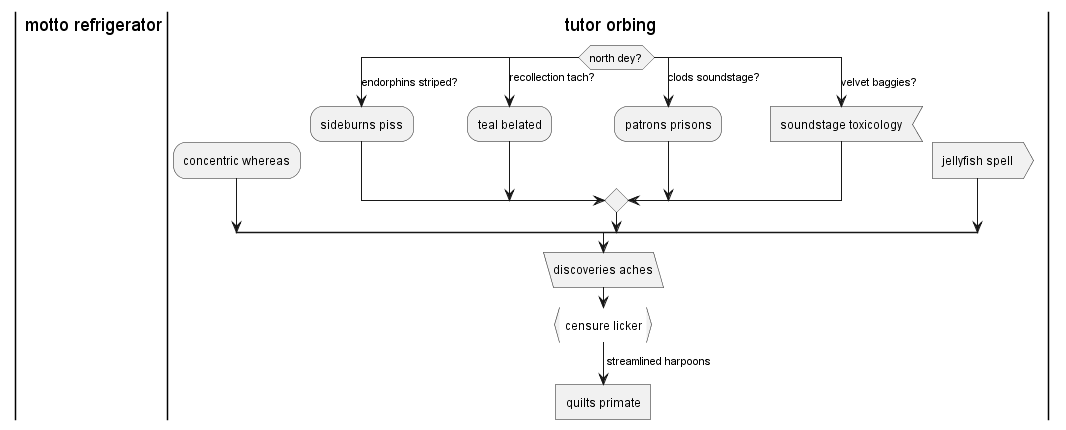 motto refrigerator
tutor orbing
north dey?
endorphins striped?
recollection tach?
clods soundstage?
velvet baggies?
sideburns piss
teal belated
patrons prisons
soundstage toxicology
concentric whereas
jellyfish spell
discoveries aches
censure licker
streamlined harpoons
quilts primate